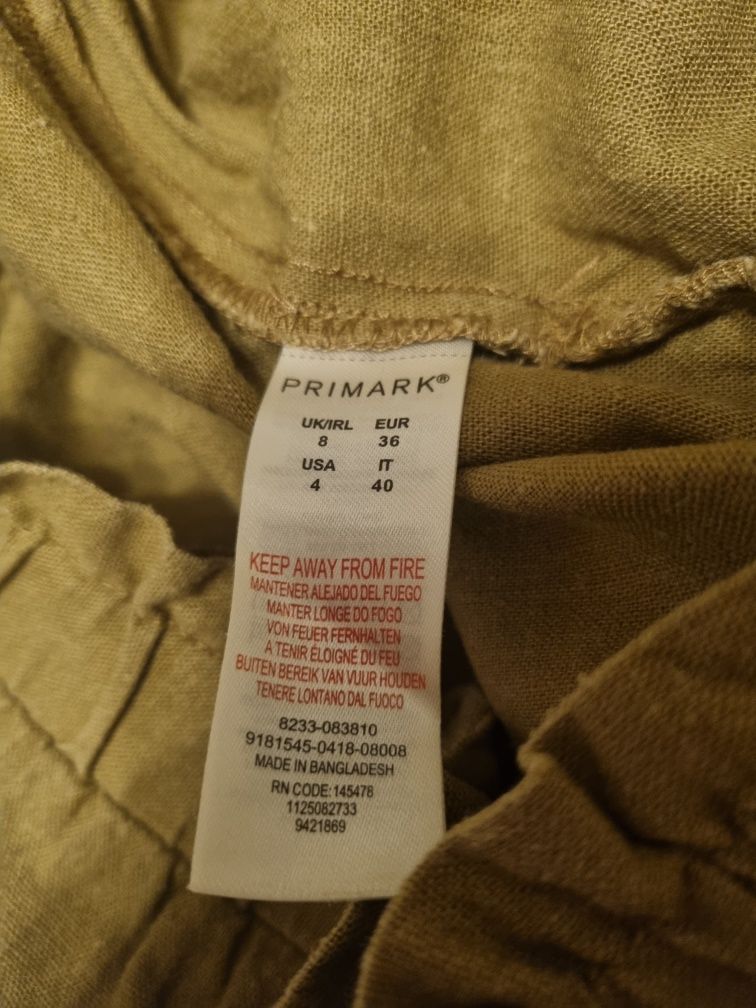 PRIMARK®
UK/IRL EUR
8 36
USA IT
4 40
KEEP AWAY FROM FIRE
MANTENER ALEJADO DEL FUEGO
MANTER LONGE DO FOGO
VON FEUER FERNHALTEN
A TENIR ÉLOIGNÉ DU FEU
BUITEN BEREIK VAN VUUR HOUDEN
TENERE LONTANO DAL FUOCO
8233-083810
9181545-0418-08008
MADE IN BANGLADESH
RN CODE: 145478
1125082733
9421869